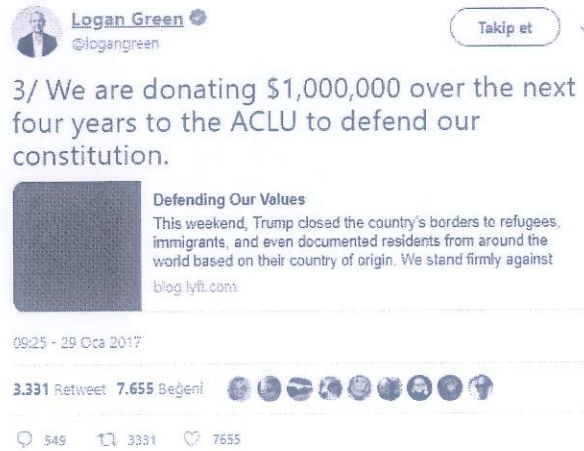 Logan Green
@logangreen
Takip et
3/ We are donating $1,000,000 over the next
four years to the ACLU to defend our
constitution.
Defending Our Values
This weekend, Trump closed the country's borders to refugees,
immigrants, and even documented residents from around the
world based on their country of origin. We stand firmly against
blog.lyft.com
09:25 - 29 Oca 2017
3.331 Retweet 7.655 Beğeni
549 3331 7655